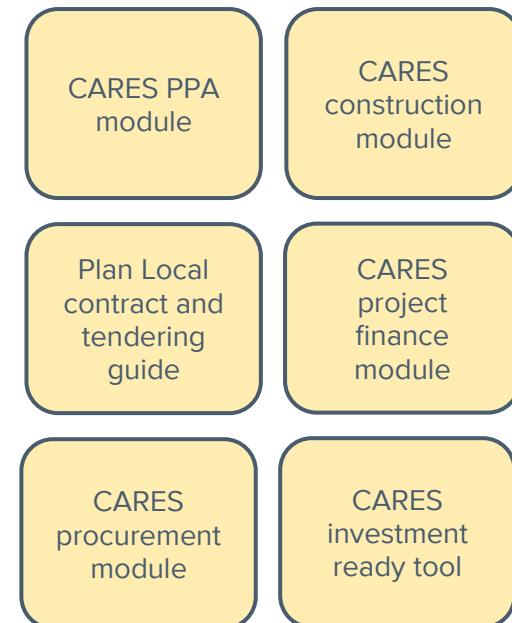 CARES PPA
module
CARES
construction
module
Plan Local
contract and
tendering
guide
CARES
project
finance
module
CARES
procurement
module
CARES
investment
ready tool